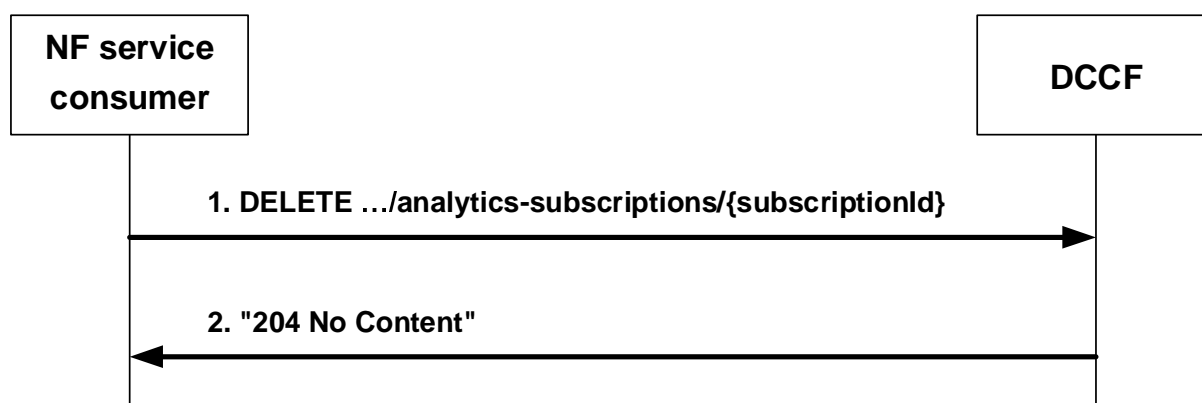 NF service
consumer
DCCF
1. DELETE …/analytics-subscriptions/{subscriptionId}
2. "204 No Content"